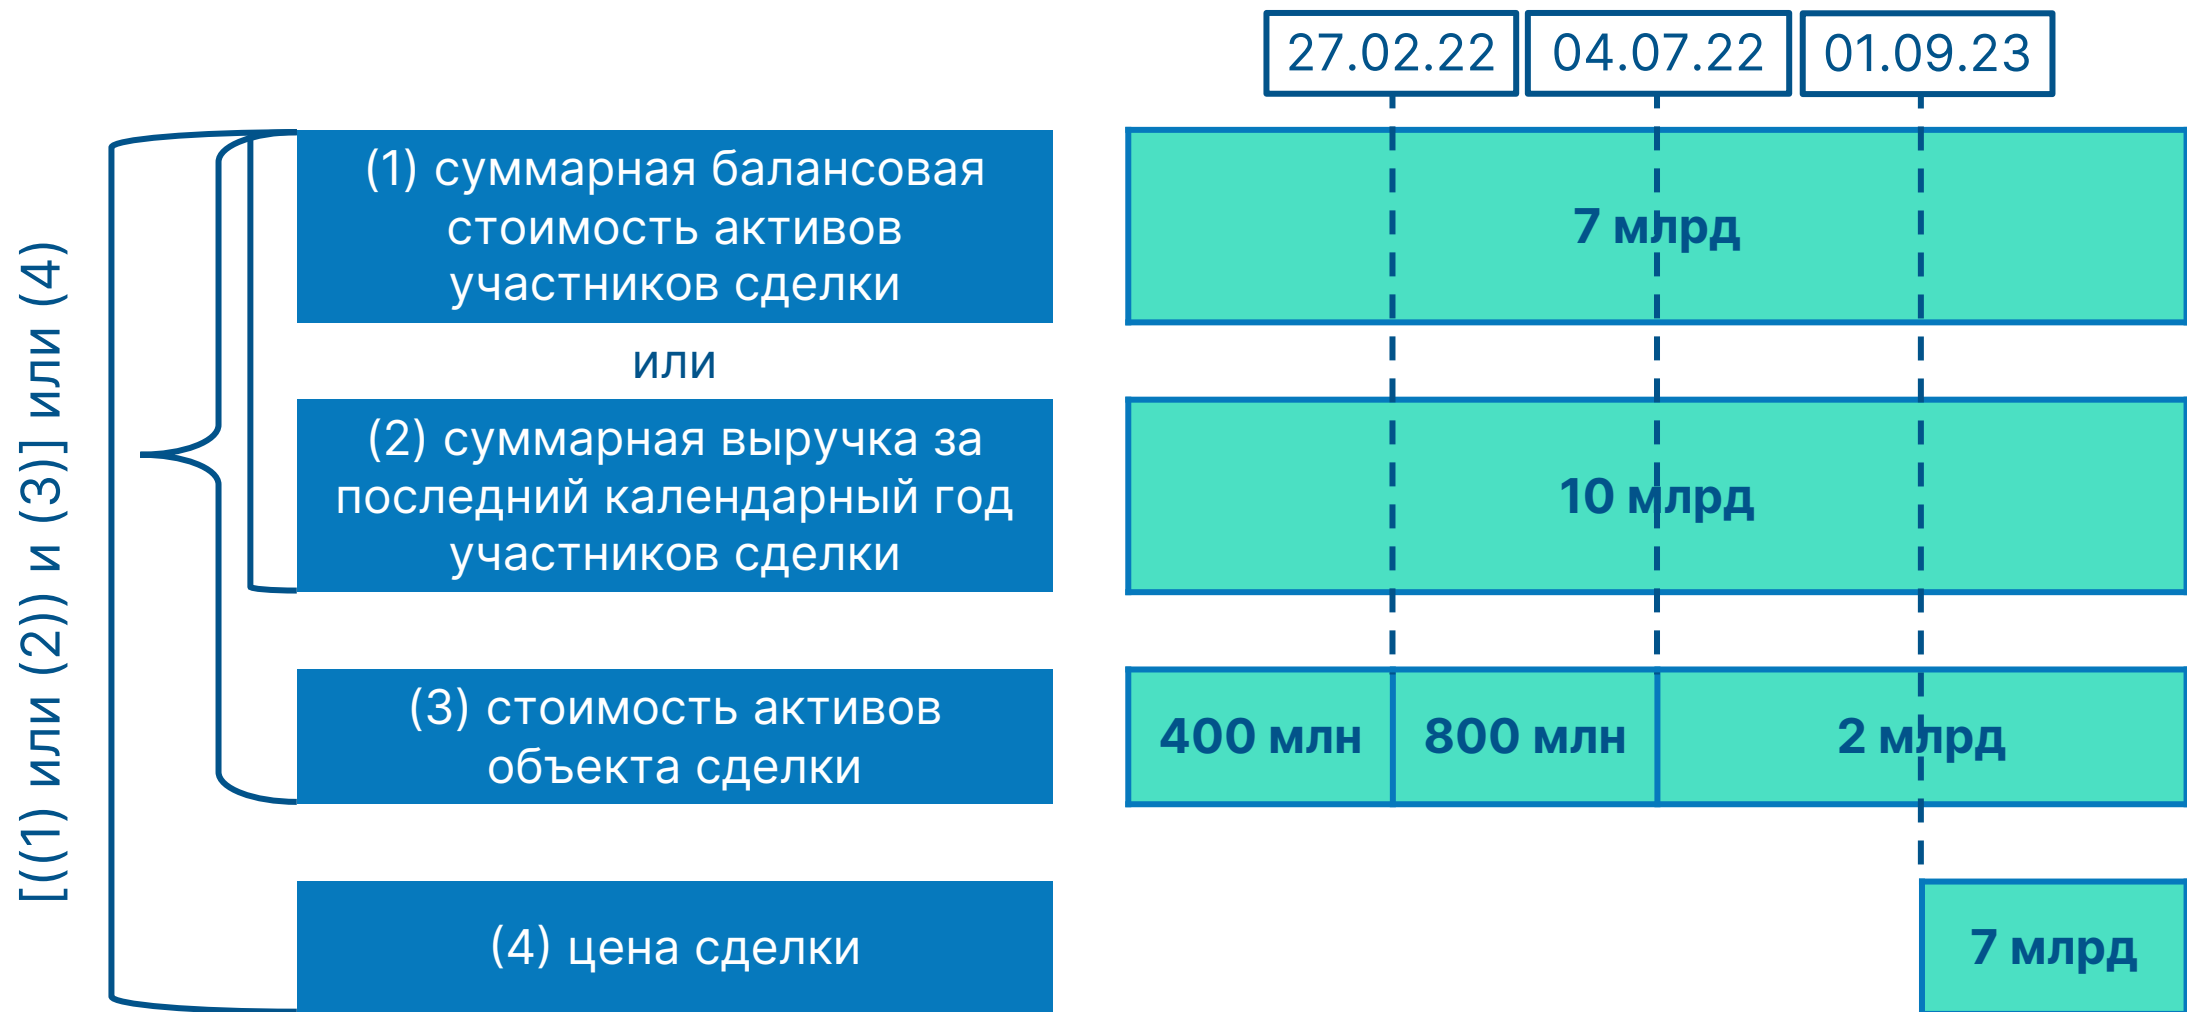 27.02.22
04.07.22
01.09.23
[((1) или (2)) и (3)] или (4)
(1) суммарная балансовая
стоимость активов
участников сделки
7 млрд
или
(2) суммарная выручка за
последний календарный год
участников сделки
10 млрд
(3) стоимость активов
объекта сделки
400 млн
800 млн
2 млрд
(4) цена сделки
7 млрд